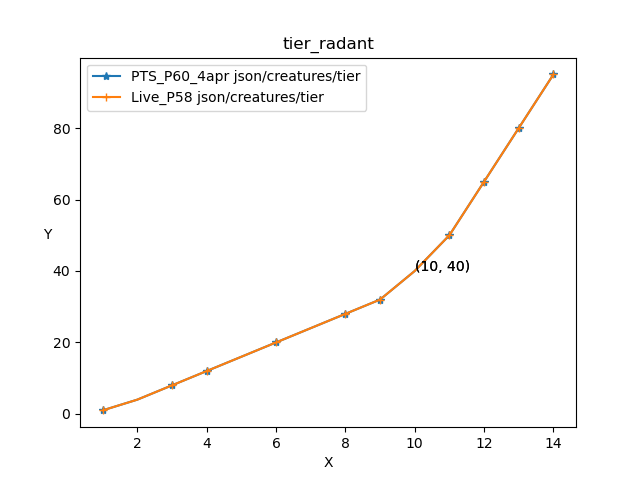 tier_radant
PTS_P60_4apr json/creatures/tier
Live_P58 json/creatures/tier
80
60
Y
(10, 40)
40
20
0
2 4 6 8 10 12 14
X